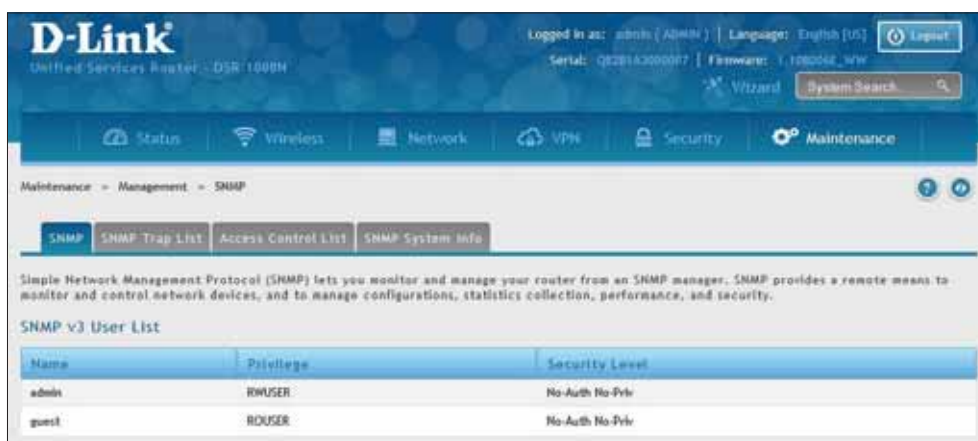 D-Link
Unified Services Router - DSR-1000N
Logged in as: admin ( ADMIN ) | Language: English [US]
Logout
Serial: | Firmware:
Wizard
System Search...
Status
Wireless
Network
VPN
Security
Maintenance
Maintenance » Management » SNMP
SNMP
SNMP Trap List
Access Control List
SNMP System Info
Simple Network Management Protocol (SNMP) lets you monitor and manage your router from an SNMP manager. SNMP provides a remote means to
monitor and control network devices, and to manage configurations, statistics collection, performance, and security.
SNMP v3 User List
Name Privilege Security Level
admin RWUSER No-Auth No-Priv
guest ROUSER No-Auth No-Priv